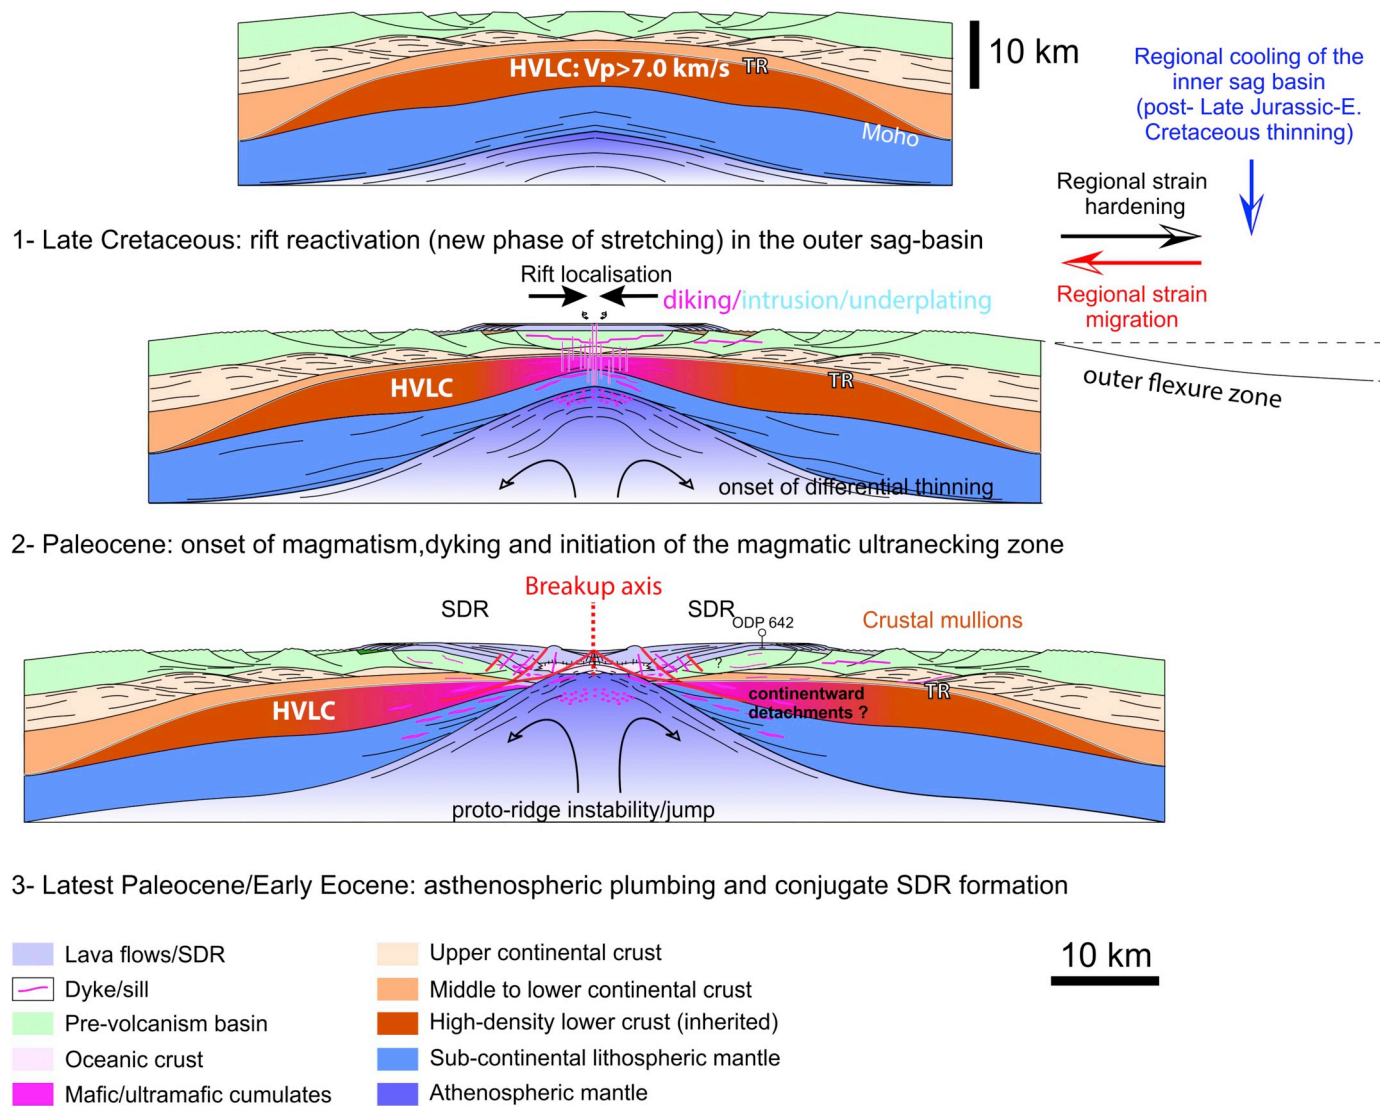 HVLC: Vp>7.0 km/s
TR
Moho
10 km
Regional cooling of the
inner sag basin
(post- Late Jurassic-E.
Cretaceous thinning)
Regional strain
hardening
Regional strain
migration
1- Late Cretaceous: rift reactivation (new phase of stretching) in the outer sag-basin
Rift localisation
diking/intrusion/underplating
HVLC
TR
outer flexure zone
onset of differential thinning
2- Paleocene: onset of magmatism,dyking and initiation of the magmatic ultranecking zone
Breakup axis
SDR
SDR
ODP 642
Crustal mullions
?
HVLC
continentward
detachments ?
TR
proto-ridge instability/jump
3- Latest Paleocene/Early Eocene: asthenospheric plumbing and conjugate SDR formation
Lava flows/SDR
Dyke/sill
Pre-volcanism basin
Oceanic crust
Mafic/ultramafic cumulates
Upper continental crust
Middle to lower continental crust
High-density lower crust (inherited)
Sub-continental lithospheric mantle
Athenospheric mantle
10 km